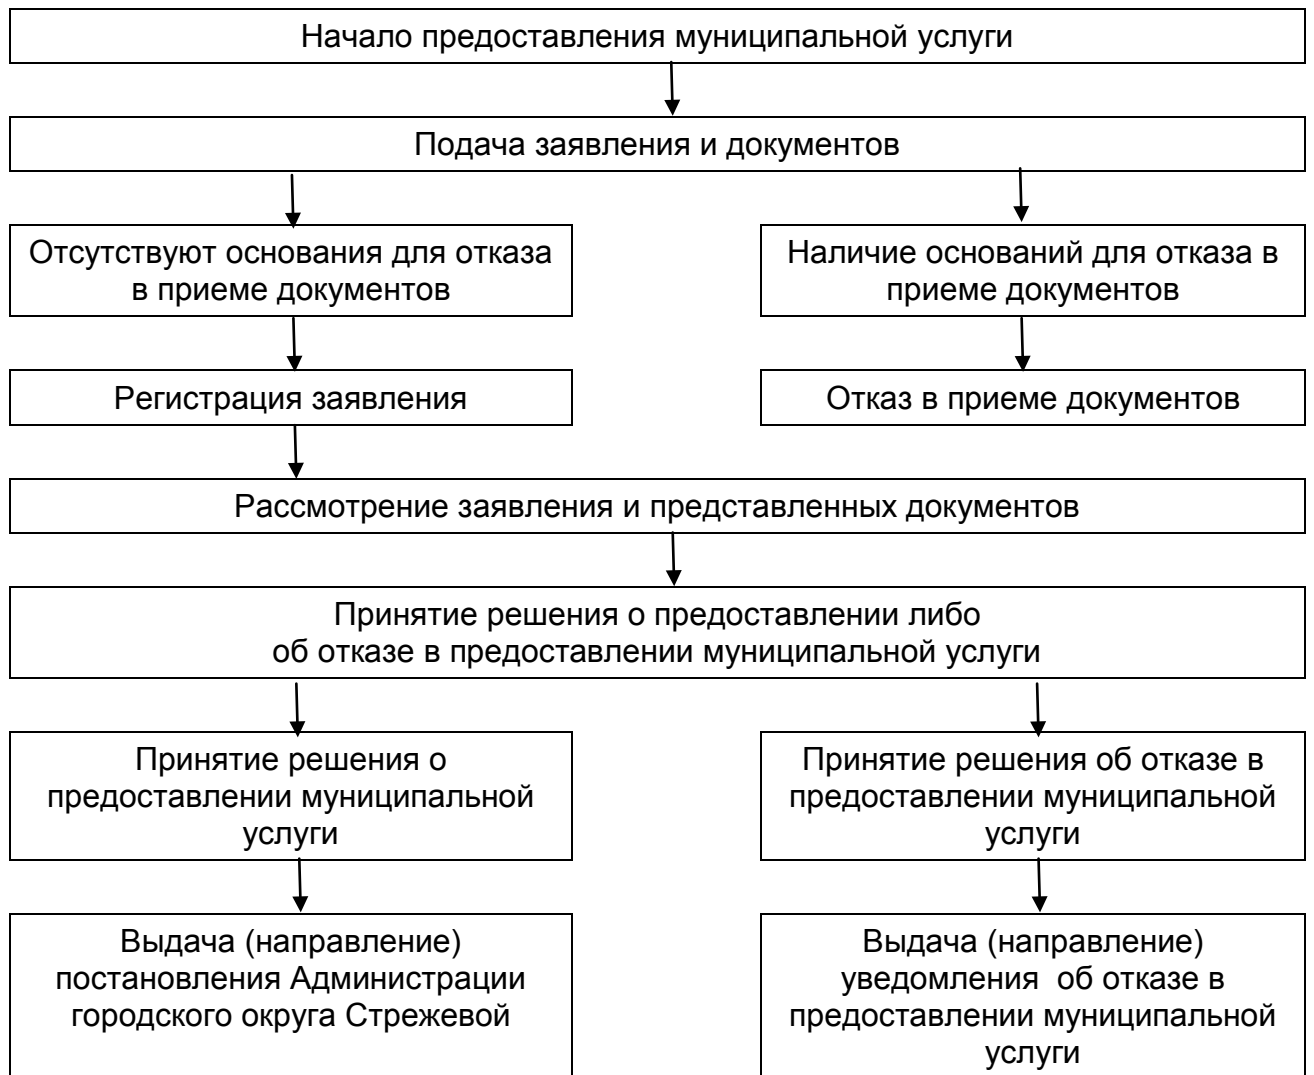 Начало предоставления муниципальной услуги
Подача заявления и документов
Отсутствуют основания для отказа
в приеме документов
Наличие оснований для отказа в
приеме документов
Регистрация заявления
Отказ в приеме документов
Рассмотрение заявления и представленных документов
Принятие решения о предоставлении либо
об отказе в предоставлении муниципальной услуги
Принятие решения о
предоставлении муниципальной
услуги
Принятие решения об отказе в
предоставлении муниципальной
услуги
Выдача (направление)
постановления Администрации
городского округа Стрежевой
Выдача (направление)
уведомления  об отказе в
предоставлении муниципальной
услуги